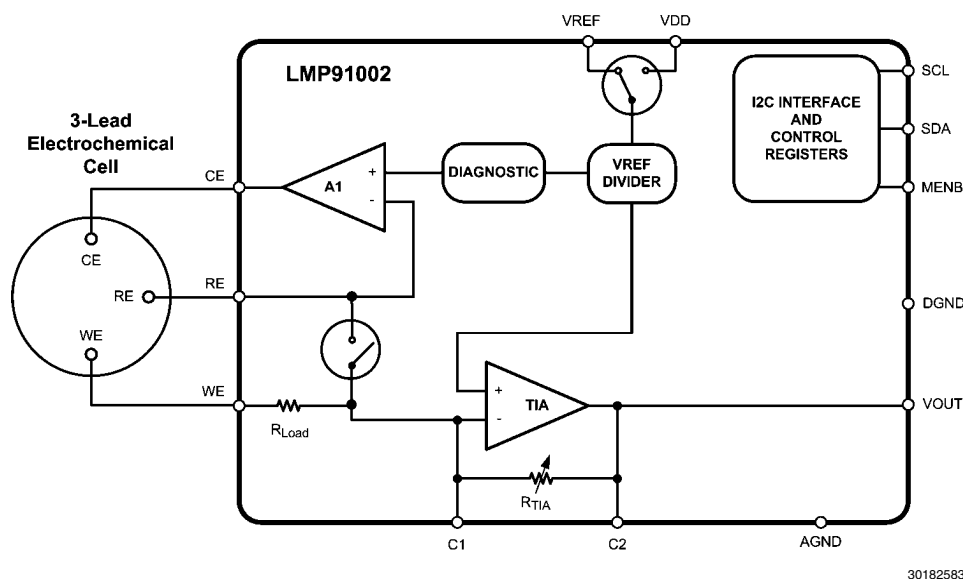 VREF
VDD
LMP91002
I2C INTERFACE
AND
CONTROL
REGISTERS
SCL
SDA
MENB
3-Lead
Electrochemical
Cell
CE
A1
+
-
DIAGNOSTIC
VREF
DIVIDER
CE
RE
RE
DGND
WE
WE
RLoad
+
-
TIA
VOUT
RTIA
C1
C2
AGND
30182583